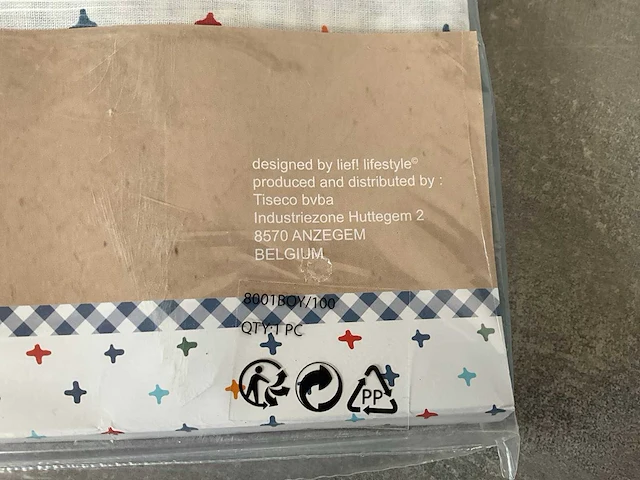 designed by lief! lifestyle©
produced and distributed by :
Tiseco bvba
Industriezone Huttegem 2
8570 ANZEGEM
BELGIUM
8001BOY/100
QTY:1 PC
PP